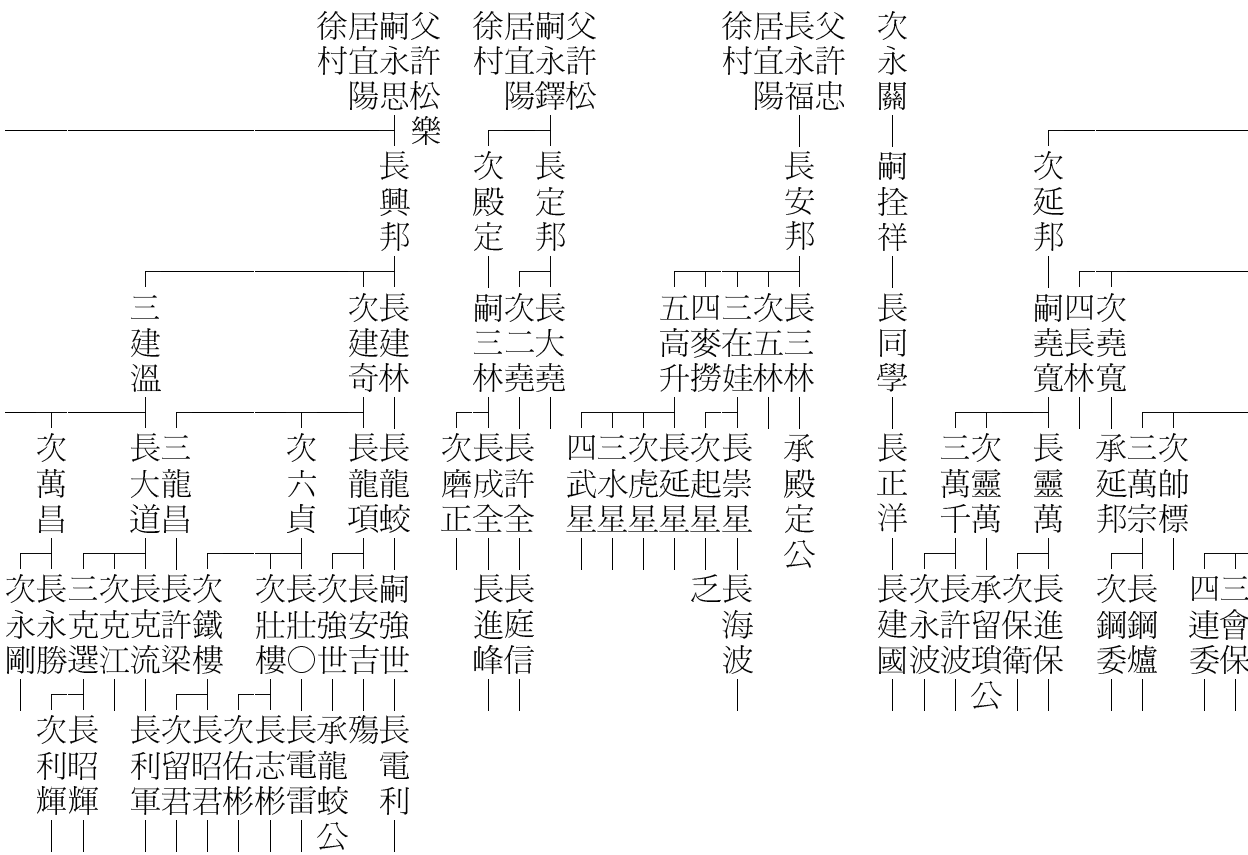 次永關
父許忠
長永福
居宜陽
徐村
父許松
嗣永鐸
居宜陽
徐村
父許松樂
嗣永思
居宜陽
徐村
次延邦
嗣拴祥
長安邦
長定邦
次殿定
長興邦
次堯寬
四長林
嗣堯寬
長同學
長三林
次五林
三在娃
四麥撈
五高升
長大堯
次二堯
嗣三林
長建林
次建奇
三建溫
次帥標
三萬宗
承延邦
長靈萬
次靈萬
三萬千
長正洋
承殿定公
長崇星
次起星
長延星
次虎星
三水星
四武星
長許全
長成全
次磨正
長龍蛟
長龍項
次六貞
三龍昌
長大道
次萬昌
三會保
四連委
長鋼爐
次鋼委
長進保
次保衛
承留瑣公
長許波
次永波
長建國
長海波
乏
長庭信
長進峰
嗣強世
長安吉
次強世
長壯〇
次壯樓
次鐵樓
長許梁
長克流
次克江
三克選
長永勝
次永剛
長電利
殤
承龍蛟公
長電雷
長志彬
次佑彬
長昭君
次留君
長利軍
長昭輝
次利輝